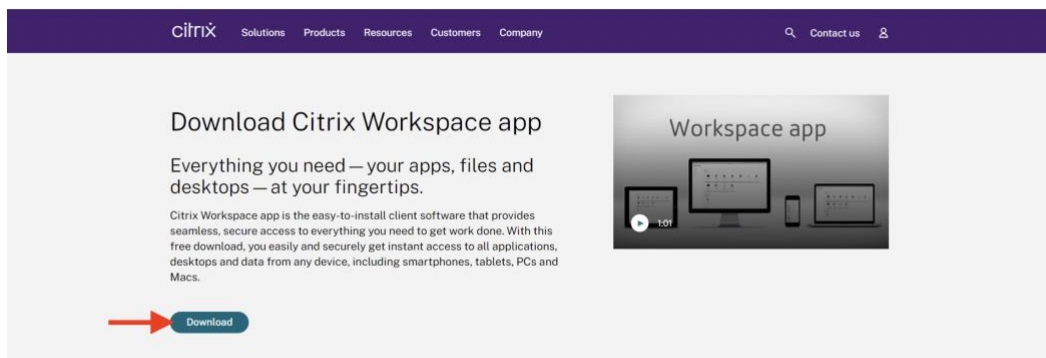 citrix Solutions Products Resources Customers Company Contact us
Download Citrix Workspace app
Everything you need — your apps, files and
desktops — at your fingertips.
Citrix Workspace app is the easy-to-install client software that provides
seamless, secure access to everything you need to get work done. With this
free download, you easily and securely get instant access to all applications,
desktops and data from any device, including smartphones, tablets, PCs and
Macs.
Download
Workspace app
1:01